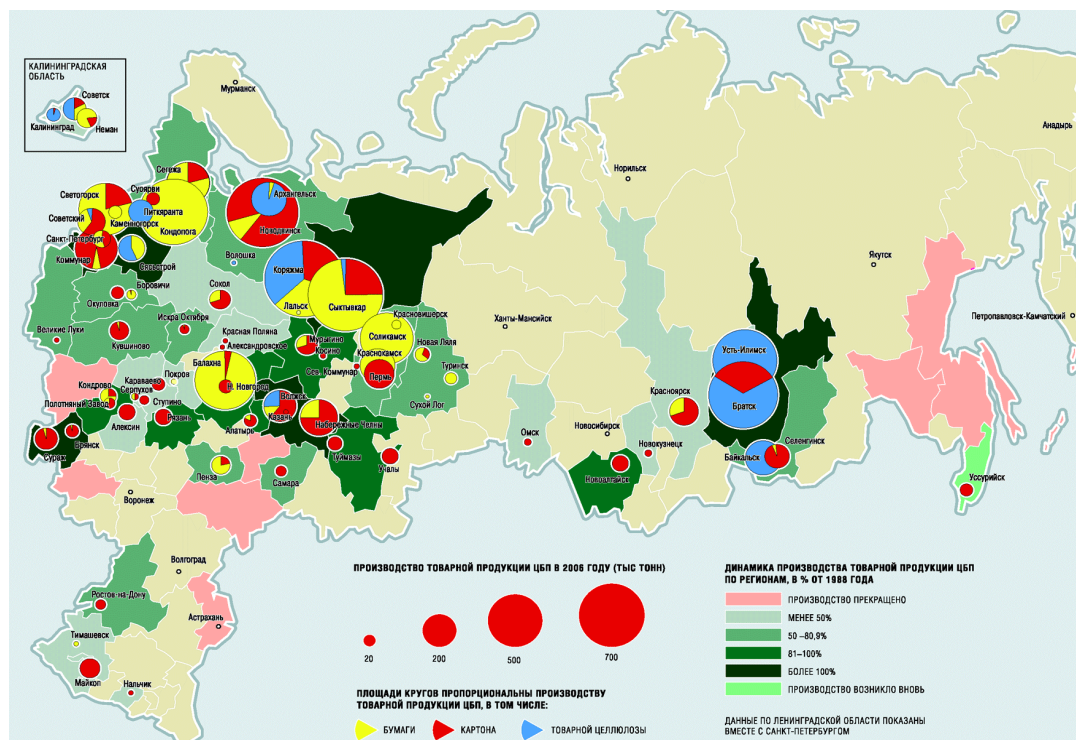 КАЛИНИНГРАДСКАЯ
ОБЛАСТЬ
Советск
Калининград
Неман
Мурманск
Анадырь
Норильск
Сегежа
Суоярви
Светогорск
Архангельск
Советский
Питкяранта
Каменногорск
Кондопога
Новодвинск
Санкт-Петербург
Коммунар
Сясьстрой
Волошка
Якутск
Коряжма
Боровичи
Окуловка
Сокол
Лальск
Сыктывкар
Красновишерск
Петропавловск-Камчатский
Ханты-Мансийск
Искра Октября
Великие Луки
Кувшиново
Красная Поляна
Александровское
Мурыгино
Косино
Соликамск
Новая Ляля
Краснокамск
Усть-Илимск
Балахна
Сев. Коммунар
Пермь
Туринск
Покров
Н. Новгород
Караваево
Кондрово
Серпухов
Сухой Лог
Красноярск
Братск
Полотняный Завод
Ступино
Волжск
Казань
Рязань
Набережные Челны
Алексин
Алатырь
Омск
Новосибирск
Новокузнецк
Селенгинск
Брянск
Сураж
Туймазы
Учалы
Байкальск
Пенза
Самара
Новоалтайск
Уссурийск
Воронеж
Волгоград
Ростов-на-Дону
Астрахань
Тимашевск
Майкоп
Нальчик
ПРОИЗВОДСТВО ТОВАРНОЙ ПРОДУКЦИИ ЦБП В 2006 ГОДУ (ТЫС ТОНН)
20
200
500
700
ПЛОЩАДИ КРУГОВ ПРОПОРЦИОНАЛЬНЫ ПРОИЗВОДСТВУ
ТОВАРНОЙ ПРОДУКЦИИ ЦБП, В ТОМ ЧИСЛЕ:
БУМАГИ
КАРТОНА
ТОВАРНОЙ ЦЕЛЛЮЛОЗЫ
ДИНАМИКА ПРОИЗВОДСТВА ТОВАРНОЙ ПРОДУКЦИИ ЦБП
ПО РЕГИОНАМ, В % ОТ 1988 ГОДА
ПРОИЗВОДСТВО ПРЕКРАЩЕНО
МЕНЕЕ 50%
50 –80,9%
81–100%
БОЛЕЕ 100%
ПРОИЗВОДСТВО ВОЗНИКЛО ВНОВЬ
ДАННЫЕ ПО ЛЕНИНГРАДСКОЙ ОБЛАСТИ ПОКАЗАНЫ
ВМЕСТЕ С САНКТ-ПЕТЕРБУРГОМ